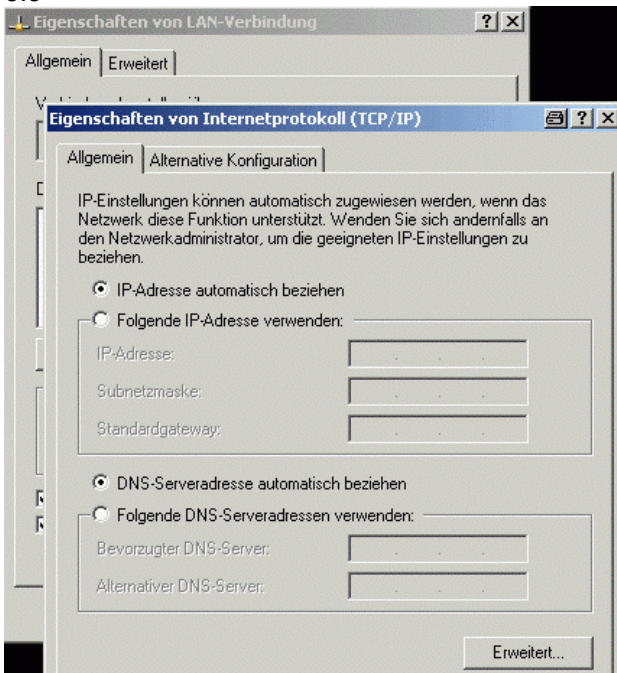 Eigenschaften von LAN-Verbindung
Allgemein
Erweitert
Eigenschaften von Internetprotokoll (TCP/IP)
Allgemein
Alternative Konfiguration
IP-Einstellungen können automatisch zugewiesen werden, wenn das
Netzwerk diese Funktion unterstützt. Wenden Sie sich andernfalls an
den Netzwerkadministrator, um die geeigneten IP-Einstellungen zu
beziehen.
IP-Adresse automatisch beziehen
Folgende IP-Adresse verwenden:
IP-Adresse:
Subnetzmaske:
Standardgateway:
DNS-Serveradresse automatisch beziehen
Folgende DNS-Serveradressen verwenden:
Bevorzugter DNS-Server:
Alternativer DNS-Server:
Erweitert...